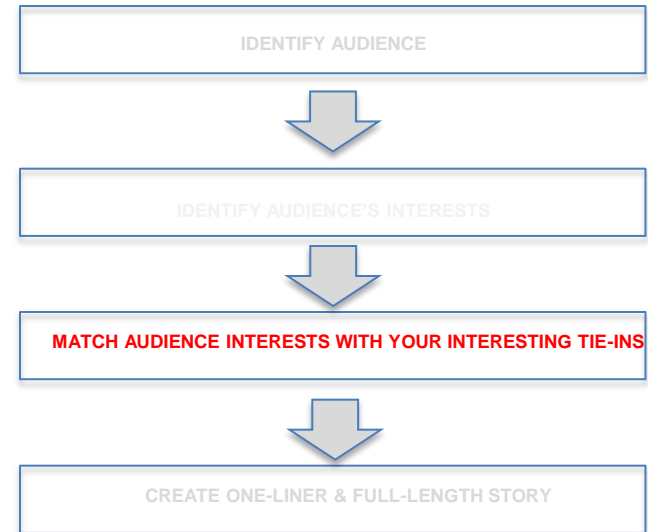 IDENTIFY AUDIENCE
IDENTIFY AUDIENCE'S INTERESTS
MATCH AUDIENCE INTERESTS WITH YOUR INTERESTING TIE-INS
CREATE ONE-LINER & FULL-LENGTH STORY